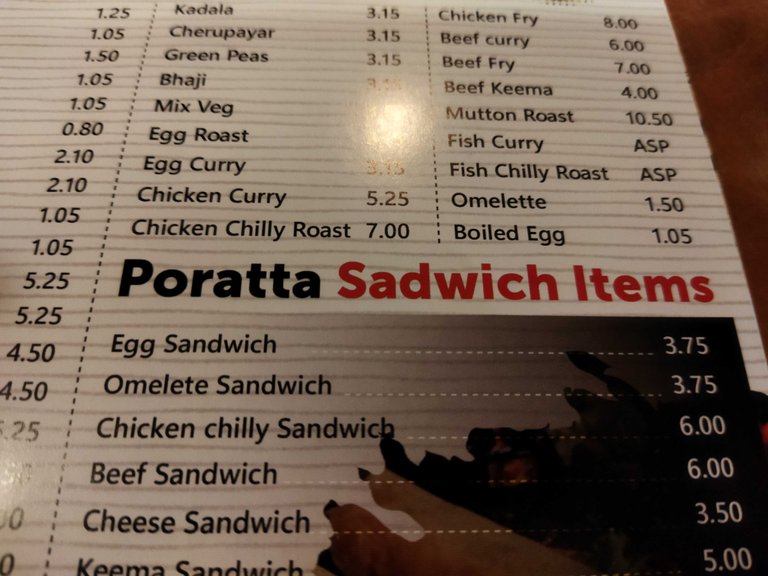 1.25
1.05
1.50
1.05
1.05
0.80
2.10
2.10
1.05
1.05
5.25
5.25
4.50
4.50
Kadala 3.15
Cherupayar 3.15
Green Peas 3.15
Bhaji
Mix Veg
Egg Roast
Egg Curry 3.15
Chicken Curry 5.25
Chicken Chilly Roast 7.00
Chicken Fry 8.00
Beef curry 6.00
Beef Fry 7.00
Beef Keema 4.00
Mutton Roast 10.50
Fish Curry ASP
Fish Chilly Roast ASP
Omelette 1.50
Boiled Egg 1.05
Poratta Sadwich Items
Egg Sandwich 3.75
Omelete Sandwich 3.75
Chicken chilly Sandwich 6.00
Beef Sandwich 6.00
Cheese Sandwich 3.50
Keema Sandwich 5.00